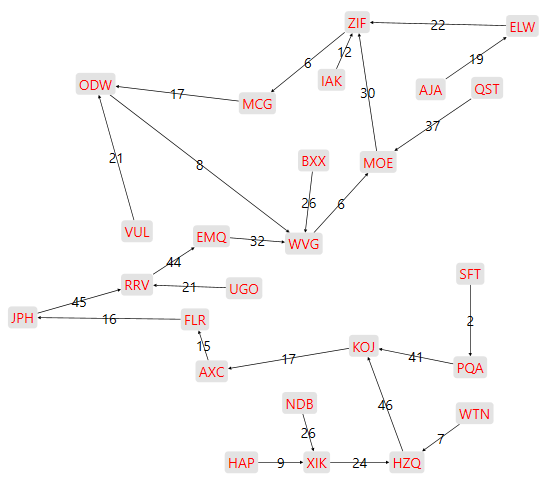 ZIF
22
ELW
12
6
19
IAK
AJA
QST
ODW
17
MCG
30
37
BXX
MOE
21
8
26
6
VUL
EMQ
32
WVG
44
RRV
21
UGO
SFT
45
JPH
16
FLR
2
15
KOJ
17
41
AXC
PQA
NDB
46
WTN
26
7
HAP
9
XIK
24
HZQ